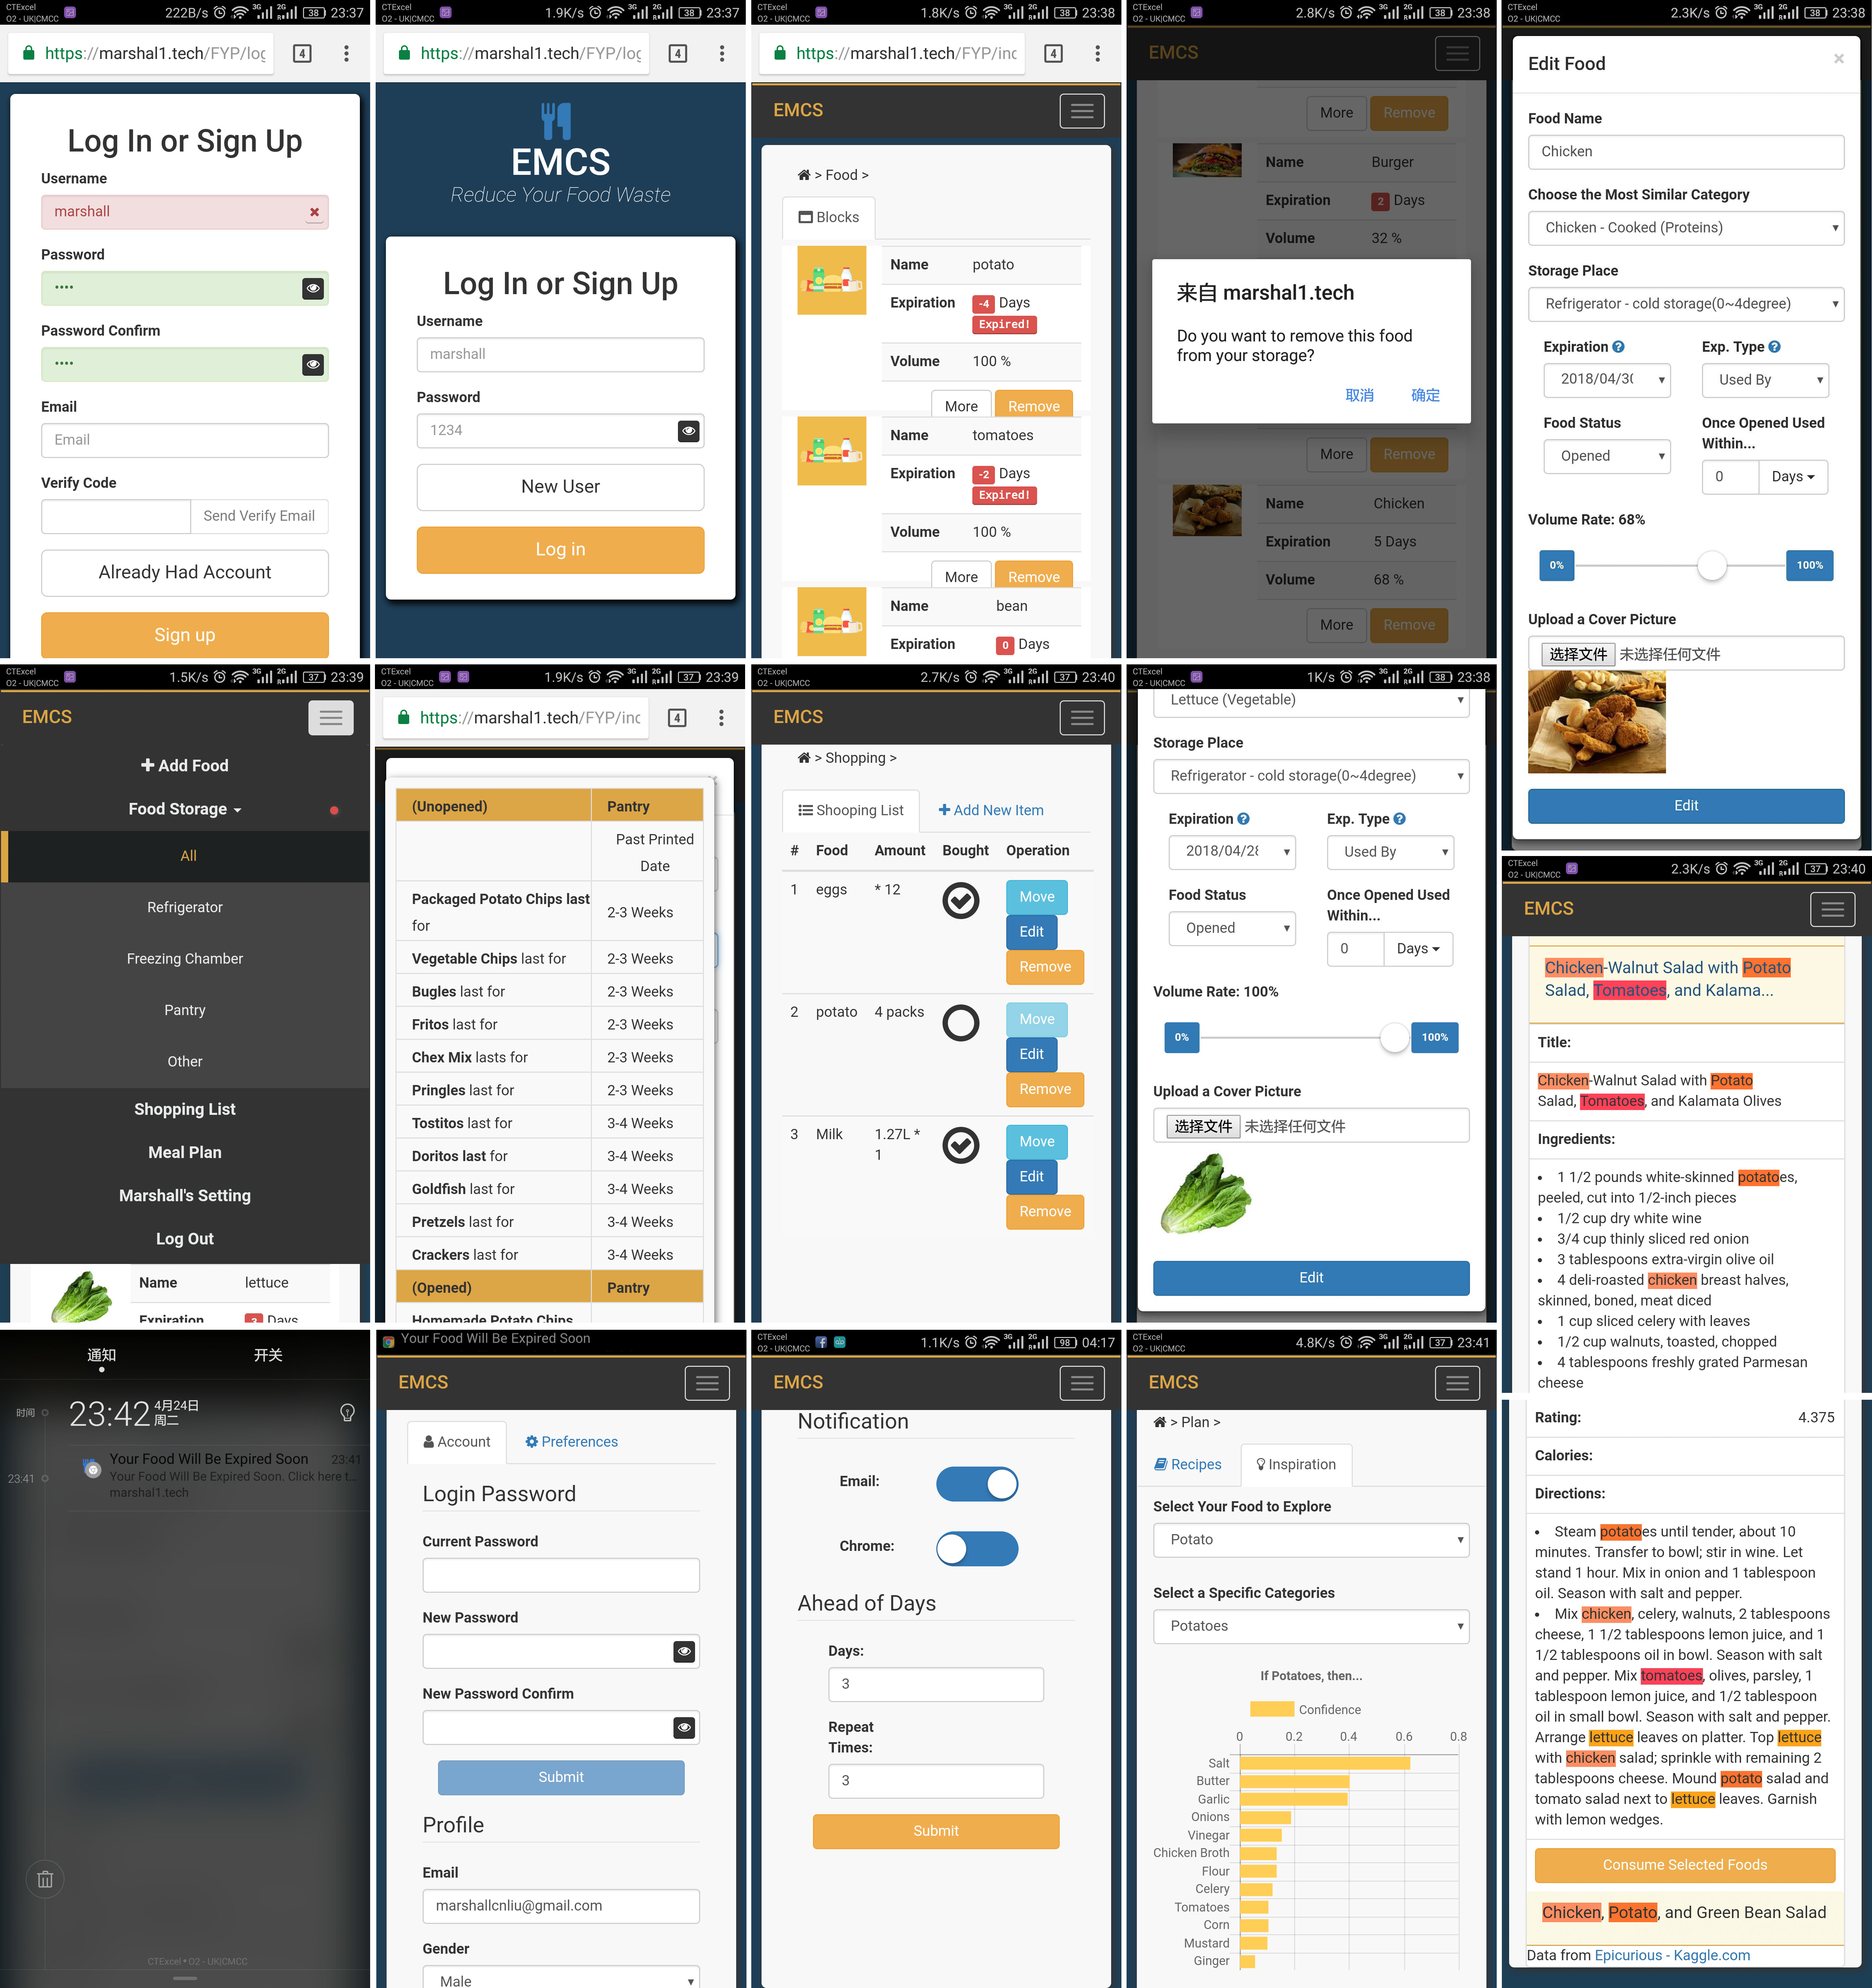 CTExcel
O2 - UK|CMCC
222B/s 3G 2G R 38 23:37
https://marshal1.tech/FYP/log
4
Log In or Sign Up
Username
marshall
Password
••••
Password Confirm
••••
Email
Email
Verify Code
Send Verify Email
Already Had Account
Sign up
CTExcel
O2 - UK|CMCC
1.9K/s 3G 2G R 38 23:37
https://marshal1.tech/FYP/log
4
EMCS
Reduce Your Food Waste
Log In or Sign Up
Username
marshall
Password
1234
New User
Log in
CTExcel
O2 - UK|CMCC
1.8K/s 3G 2G 38 23:38
https://marshal1.tech/FYP/inc
4
EMCS
> Food >
Blocks
Name potato
Expiration -4 Days
Expired!
Volume 100 %
More Remove
Name tomatoes
Expiration -2 Days
Expired!
Volume 100 %
More Remove
Name bean
Expiration 0 Days
CTExcel
O2 - UK|CMCC
2.8K/s 3G 2G 38 23:38
EMCS
More Remove
Name Burger
Expiration 2 Days
Volume 32 %
来自 marshal1.tech
Do you want to remove this food
from your storage?
取消 确定
More Remove
Name Chicken
Expiration 5 Days
Volume 68 %
More Remove
CTExcel
O2 - UK|CMCC
2.3K/s 3G 2G 38 23:38
Edit Food ×
Food Name
Chicken
Choose the Most Similar Category
Chicken - Cooked (Proteins)
Storage Place
Refrigerator - cold storage(0~4degree)
Expiration ? Exp. Type ?
2018/04/30 Used By
Food Status Once Opened Used
Within...
Opened
0 Days
Volume Rate: 68%
0% 100%
Upload a Cover Picture
选择文件 未选择任何文件
Edit
CTExcel
O2 - UK|CMCC
1.5K/s 3G 2G 37 23:39
EMCS
+ Add Food
Food Storage
All
Refrigerator
Freezing Chamber
Pantry
Other
Shopping List
Meal Plan
Marshall's Setting
Log Out
Name lettuce
Expiration 3 Days
CTExcel
O2 - UK|CMCC
1.9K/s 3G 2G 37 23:39
https://marshal1.tech/FYP/inc
4
(Unopened) Pantry
Past Printed
Date
Packaged Potato Chips last
for 2-3 Weeks
Vegetable Chips last for 2-3 Weeks
Bugles last for 2-3 Weeks
Fritos last for 2-3 Weeks
Chex Mix lasts for 2-3 Weeks
Pringles last for 2-3 Weeks
Tostitos last for 3-4 Weeks
Doritos last for 3-4 Weeks
Goldfish last for 3-4 Weeks
Pretzels last for 3-4 Weeks
Crackers last for 3-4 Weeks
(Opened) Pantry
Homemade Potato Chips
CTExcel
O2 - UK|CMCC
2.7K/s 3G 2G 37 23:40
EMCS
> Shopping >
Shooping List + Add New Item
# Food Amount Bought Operation
1 eggs * 12 Move
Edit
Remove
2 potato 4 packs Move
Edit
Remove
3 Milk 1.27L *
1
Move
Edit
Remove
CTExcel
O2 - UK|CMCC
1K/s 3G 2G 38 23:38
Lettuce (Vegetable)
Storage Place
Refrigerator - cold storage(0~4degree)
Expiration ? Exp. Type ?
2018/04/28 Used By
Food Status Once Opened Used
Within...
Opened
0 Days
Volume Rate: 100%
0% 100%
Upload a Cover Picture
选择文件 未选择任何文件
Edit
CTExcel
O2 - UK|CMCC
2.3K/s 3G 2G 37 23:40
EMCS
Chicken-Walnut Salad with Potato
Salad, Tomatoes, and Kalama...
Title:
Chicken-Walnut Salad with Potato
Salad, Tomatoes, and Kalamata Olives
Ingredients:
• 1 1/2 pounds white-skinned potatoes,
peeled, cut into 1/2-inch pieces
• 1/2 cup dry white wine
• 3/4 cup thinly sliced red onion
• 3 tablespoons extra-virgin olive oil
• 4 deli-roasted chicken breast halves,
skinned, boned, meat diced
• 1 cup sliced celery with leaves
• 1/2 cup walnuts, toasted, chopped
• 4 tablespoons freshly grated Parmesan
cheese
通知 开关
时间 23:42 4月24日
周二
23:41 Your Food Will Be Expired Soon 23:41
Your Food Will Be Expired Soon. Click here t...
marshal1.tech
CTExcel • O2 - UK|CMCC
Your Food Will Be Expired Soon
EMCS
Account Preferences
Login Password
Current Password
New Password
New Password Confirm
Submit
Profile
Email
marshallcnliu@gmail.com
Gender
Male
CTExcel
O2 - UK|CMCC
1.1K/s 3G 2G 98 04:17
EMCS
Notification
Email:
Chrome:
Ahead of Days
Days:
3
Repeat
Times:
3
Submit
CTExcel
O2 - UK|CMCC
4.8K/s 3G 2G 37 23:41
EMCS
> Plan >
Recipes Inspiration
Select Your Food to Explore
Potato
Select a Specific Categories
Potatoes
If Potatoes, then...
Confidence
0 0.2 0.4 0.6 0.8
Salt
Butter
Garlic
Onions
Vinegar
Chicken Broth
Flour
Celery
Tomatoes
Corn
Mustard
Ginger
Rating: 4.375
Calories:
Directions:
• Steam potatoes until tender, about 10
minutes. Transfer to bowl; stir in wine. Let
stand 1 hour. Mix in onion and 1 tablespoon
oil. Season with salt and pepper.
• Mix chicken, celery, walnuts, 2 tablespoons
cheese, 1 1/2 tablespoons lemon juice, and 1
1/2 tablespoons oil in bowl. Season with salt
and pepper. Mix tomatoes, olives, parsley, 1
tablespoon lemon juice, and 1/2 tablespoon
oil in small bowl. Season with salt and pepper.
Arrange lettuce leaves on platter. Top lettuce
with chicken salad; sprinkle with remaining 2
tablespoons cheese. Mound potato salad and
tomato salad next to lettuce leaves. Garnish
with lemon wedges.
Consume Selected Foods
Chicken, Potato, and Green Bean Salad
Data from Epicurious - Kaggle.com